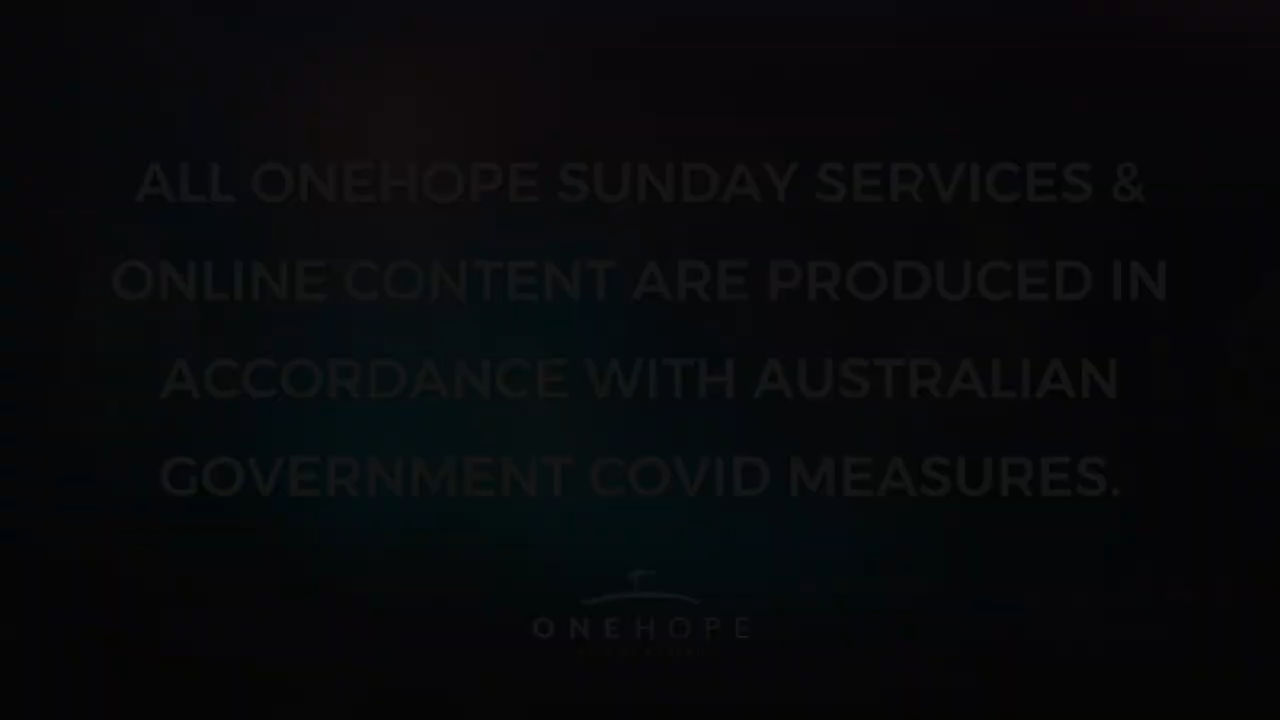 ALL ONEHOPE SUNDAY SERVICES &
ONLINE CONTENT ARE PRODUCED IN
ACCORDANCE WITH AUSTRALIAN
GOVERNMENT COVID MEASURES.
ONEHOPE